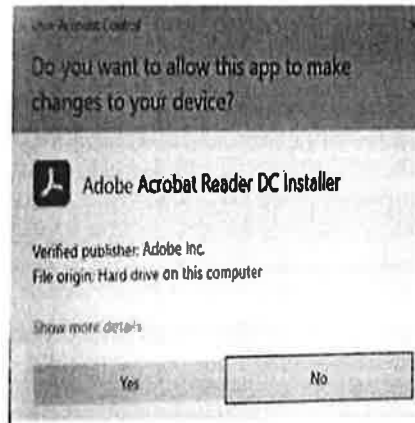 User Account Control
Do you want to allow this app to make
changes to your device?
Adobe Acrobat Reader DC Installer
Verified publisher: Adobe Inc.
File origin: Hard drive on this computer
Show more details
Yes
No